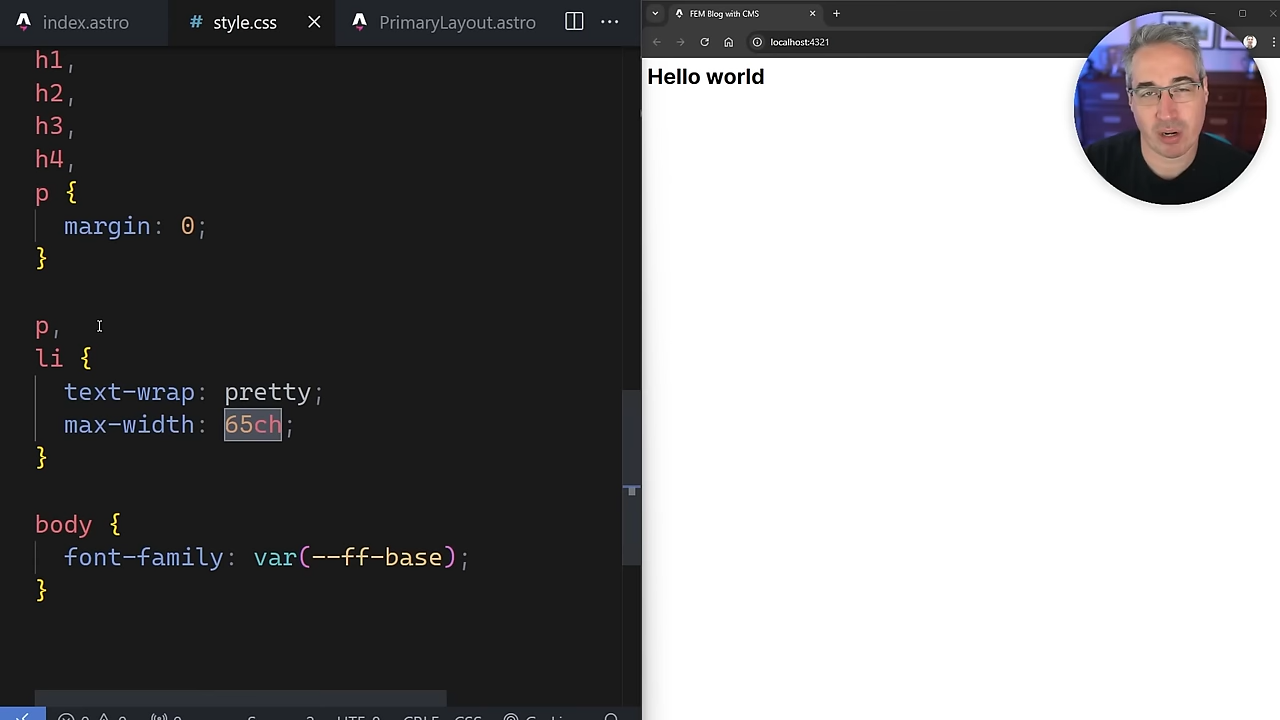 index.astro
# style.css
PrimaryLayout.astro
h1,
h2,
h3,
h4,
p {
margin: 0;
}
p,
li {
text-wrap: pretty;
max-width: 65ch;
}
body {
font-family: var(--ff-base);
}
FEM Blog with CMS
localhost:4321
Hello world